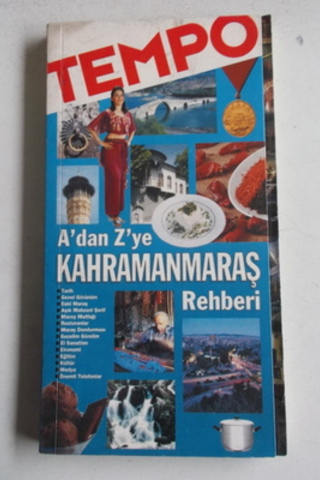 TEMPO
A'dan Z'ye
KAHRAMANMARAŞ
Rehberi
Tarih
Genel Görünüm
Eski Maraş
Aşık Mahzuni Şerif
Maraş Mutfağı
Restoranlar
Maraş Dondurması
Gezelim Görelim
El Sanatları
Ekonomi
Eğitim
Kültür
Medya
Önemli Telefonlar